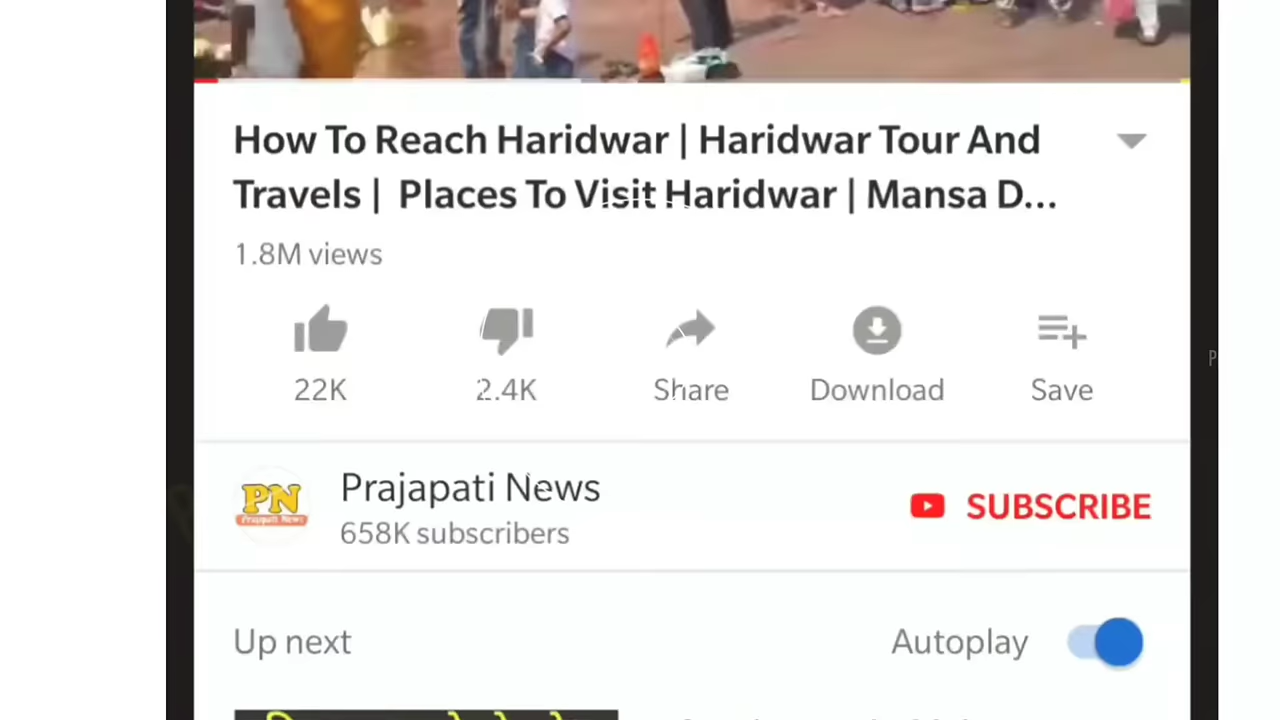 How To Reach Haridwar | Haridwar Tour And
Travels | Places To Visit Haridwar | Mansa D...
1.8M views
22K
2.4K
Share
Download
Save
PN
Prajapati News
Prajapati News
658K subscribers
SUBSCRIBE
Up next
Autoplay
P